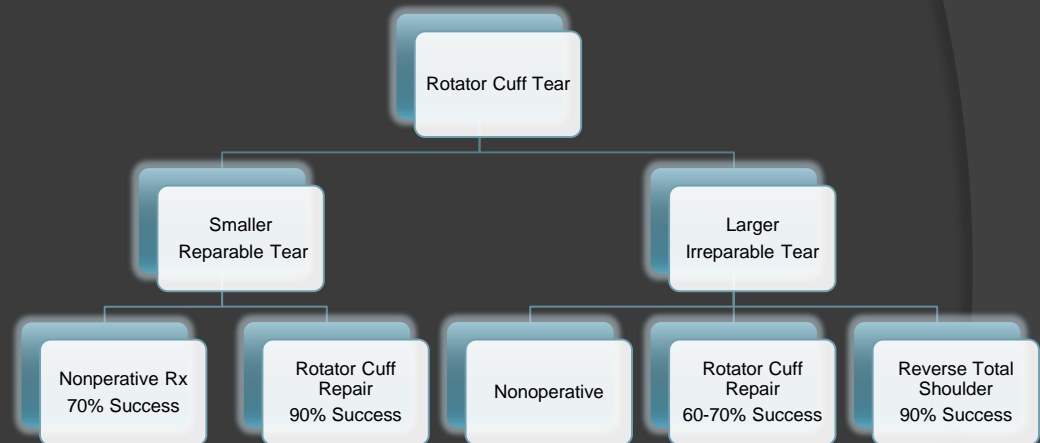 Rotator Cuff Tear
Smaller
Reparable Tear
Larger
Irreparable Tear
Nonperative Rx
70% Success
Rotator Cuff
Repair
90% Success
Nonoperative
Rotator Cuff
Repair
60-70% Success
Reverse Total
Shoulder
90% Success